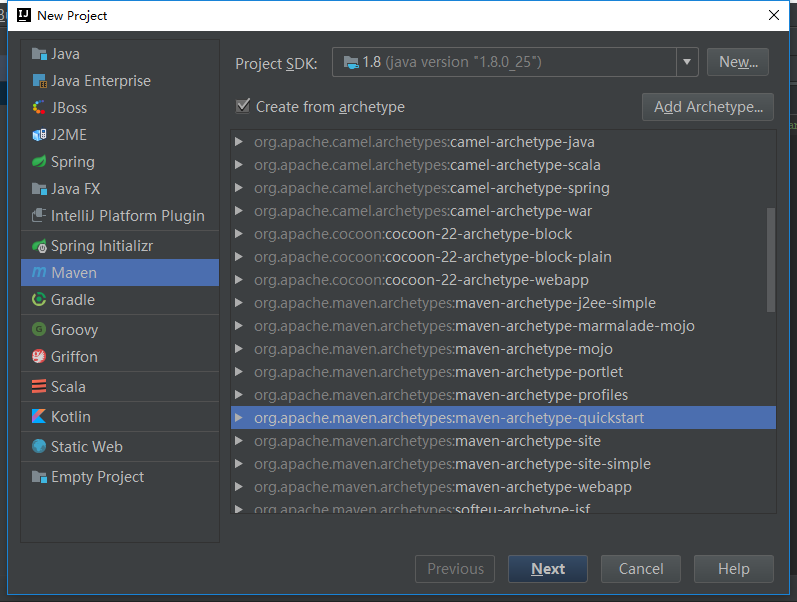 New Project
Java
Java Enterprise
JBoss
J2ME
Spring
Java FX
IntelliJ Platform Plugin
Spring Initializr
Maven
Gradle
Groovy
Griffon
Scala
Kotlin
Static Web
Empty Project
Project SDK: 1.8 (java version "1.8.0_25") New...
Create from archetype Add Archetype...
org.apache.camel.archetypes:camel-archetype-java
org.apache.camel.archetypes:camel-archetype-scala
org.apache.camel.archetypes:camel-archetype-spring
org.apache.camel.archetypes:camel-archetype-war
org.apache.cocoon:cocoon-22-archetype-block
org.apache.cocoon:cocoon-22-archetype-block-plain
org.apache.cocoon:cocoon-22-archetype-webapp
org.apache.maven.archetypes:maven-archetype-j2ee-simple
org.apache.maven.archetypes:maven-archetype-marmalade-mojo
org.apache.maven.archetypes:maven-archetype-mojo
org.apache.maven.archetypes:maven-archetype-portlet
org.apache.maven.archetypes:maven-archetype-profiles
org.apache.maven.archetypes:maven-archetype-quickstart
org.apache.maven.archetypes:maven-archetype-site
org.apache.maven.archetypes:maven-archetype-site-simple
org.apache.maven.archetypes:maven-archetype-webapp
org.apache.maven.archetypes:softeu-archetype-jsf
Previous Next Cancel Help